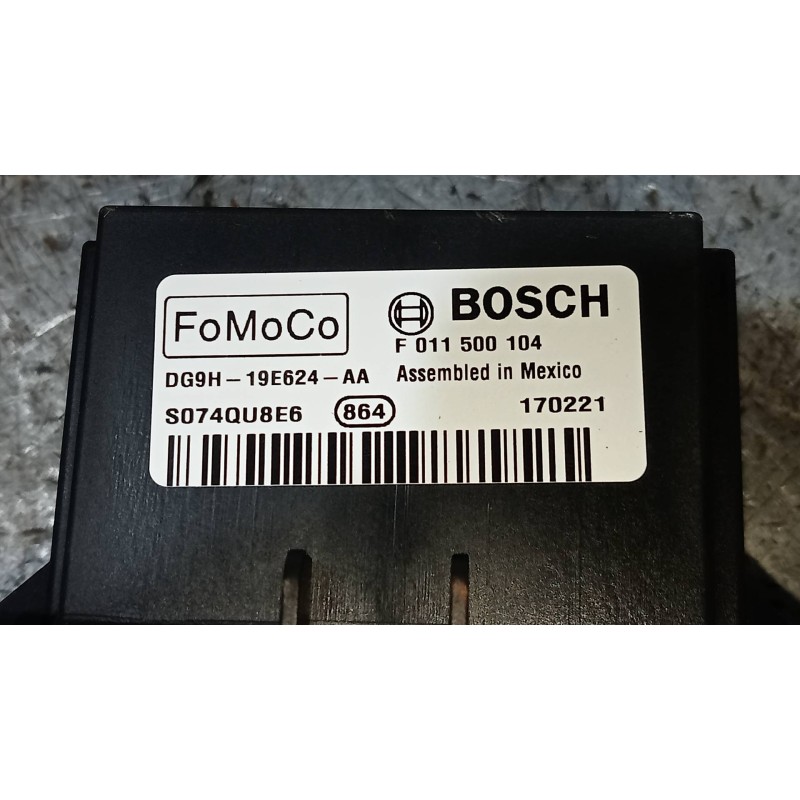 FoMoCo BOSCH
F 011 500 104
DG9H-19E624-AA Assembled in Mexico
S074QU8E6 864 170221